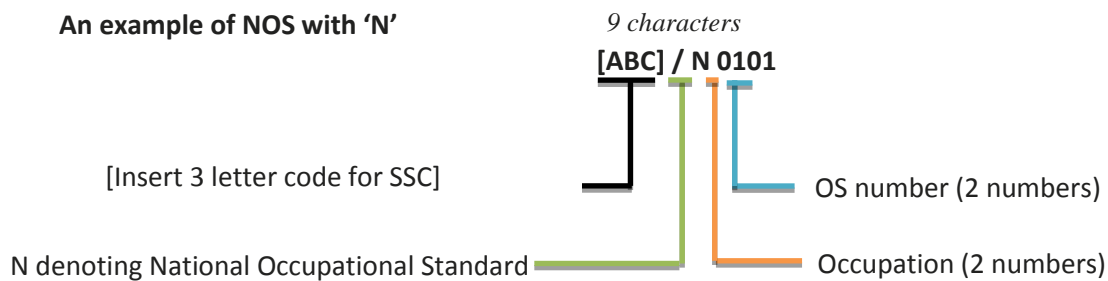 An example of NOS with ‘N’
9 characters
[ABC] / N 0101
[Insert 3 letter code for SSC]
OS number (2 numbers)
N denoting National Occupational Standard
Occupation (2 numbers)